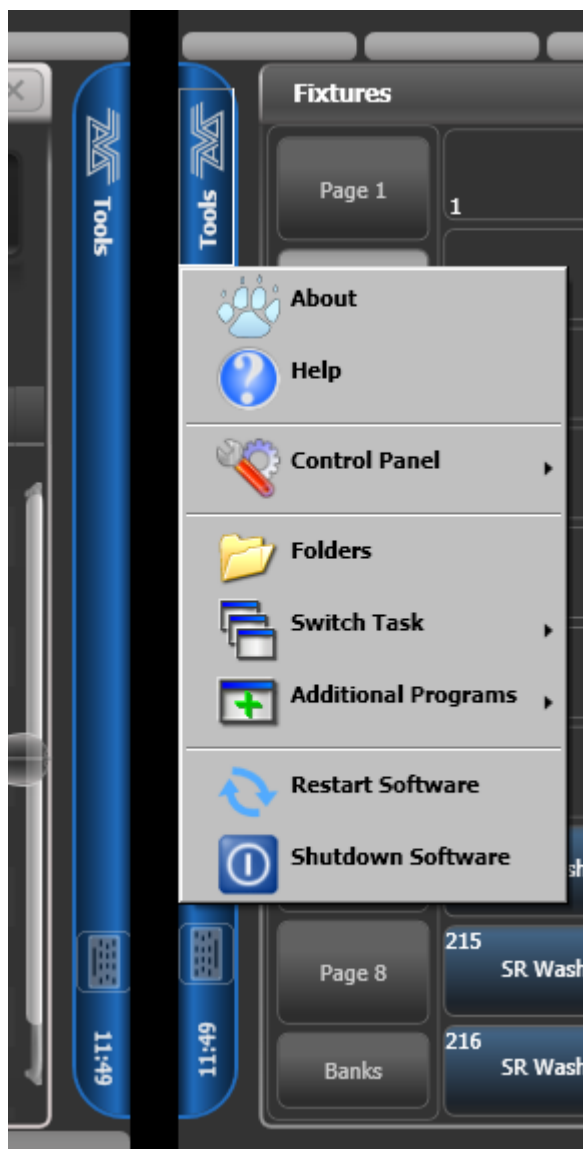 Tools
11:49
Tools
Fixtures
Page 1
1
About
Help
Control Panel
Folders
Switch Task
Additional Programs
Restart Software
Shutdown Software
Page 8
215
SR Wash
Banks
216
SR Wash
11:49